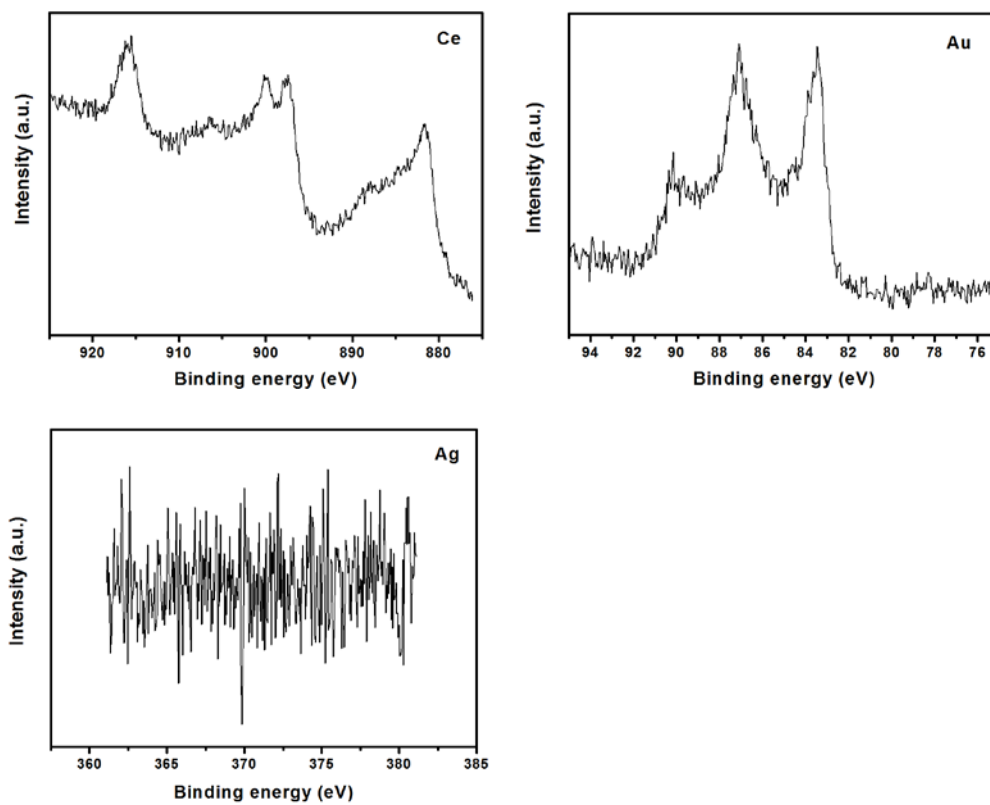 Ce
Intensity (a.u.)
920 910 900 890 880
Binding energy (eV)
Au
Intensity (a.u.)
94 92 90 88 86 84 82 80 78 76
Binding energy (eV)
Ag
Intensity (a.u.)
360 365 370 375 380 385
Binding energy (eV)